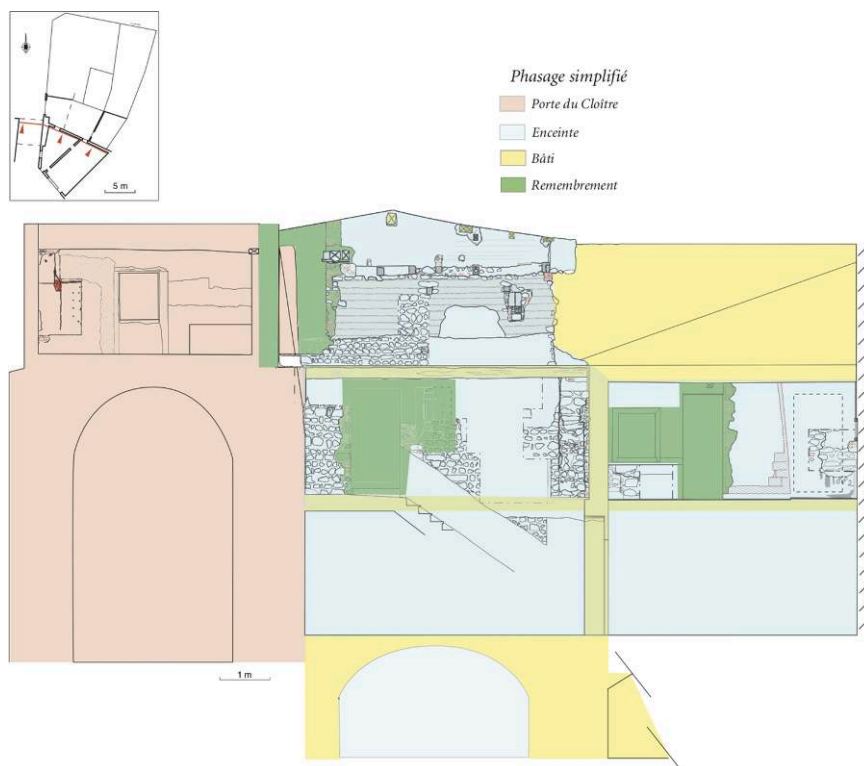 5 m
Phasage simplifié
Porte du Cloître
Enceinte
Bâti
Remembrement
1 m